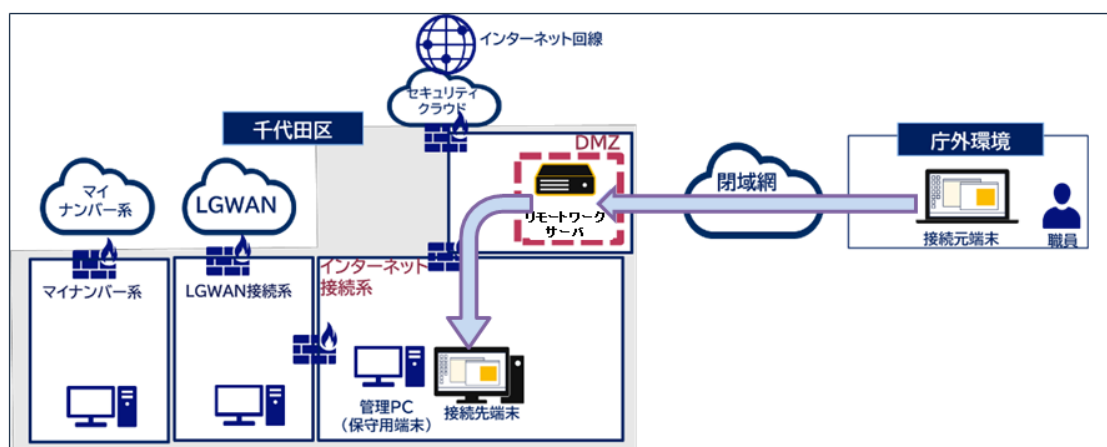 インターネット回線
セキュリティ
クラウド
千代田区
DMZ
庁外環境
マイ
ナンバー系
LGWAN
閉域網
リモートワーク
サーバ
接続元端末
職員
マイナンバー系
LGWAN接続系
インターネット
接続系
管理PC
(保守用端末)
接続先端末